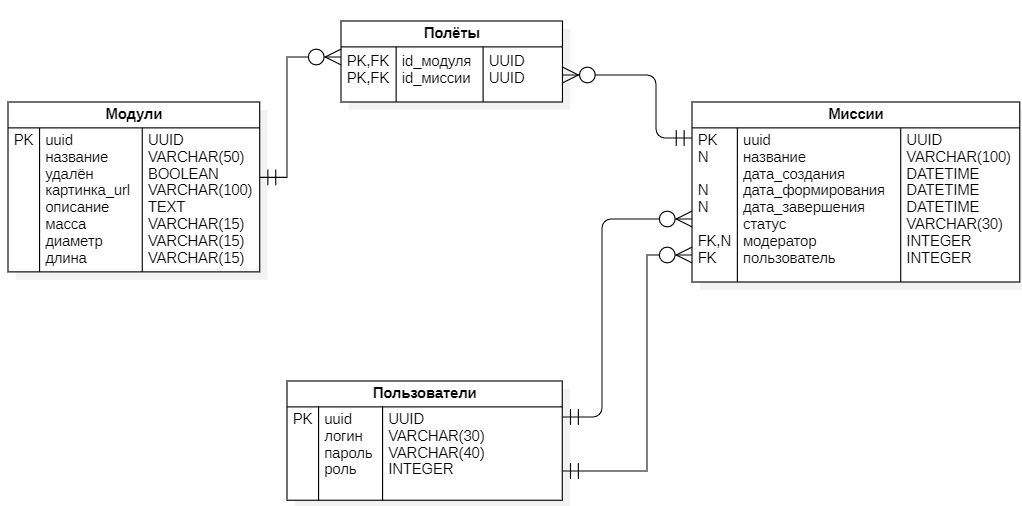 Полёты
PK,FK id_модуля UUID
PK,FK id_миссии UUID
Модули
PK uuid UUID
название VARCHAR(50)
удалён BOOLEAN
картинка_url VARCHAR(100)
описание TEXT
масса VARCHAR(15)
диаметр VARCHAR(15)
длина VARCHAR(15)
Миссии
PK uuid UUID
N название VARCHAR(100)
дата_создания DATETIME
N дата_формирования DATETIME
N дата_завершения DATETIME
статус VARCHAR(30)
FK,N модератор INTEGER
FK пользователь INTEGER
Пользователи
PK uuid UUID
логин VARCHAR(30)
пароль VARCHAR(40)
роль INTEGER